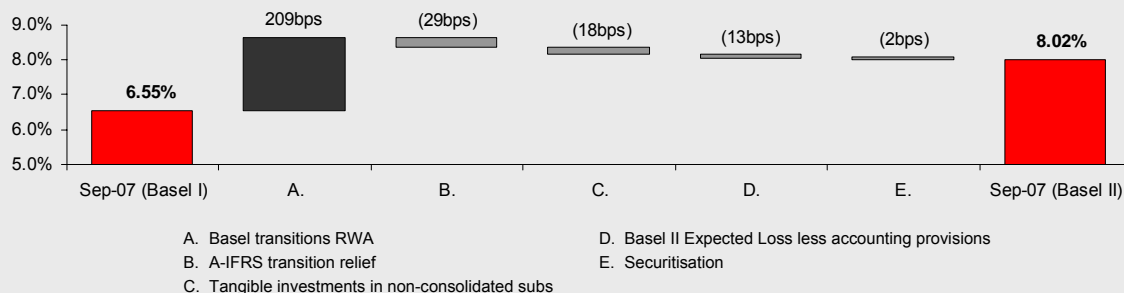 9.0%
8.0%
7.0%
6.0%
5.0%
6.55%
209bps
(29bps)
(18bps)
(13bps)
(2bps)
8.02%
Sep-07 (Basel I)
A.
B.
C.
D.
E.
Sep-07 (Basel II)
A. Basel transitions RWA
B. A-IFRS transition relief
C. Tangible investments in non-consolidated subs
D. Basel II Expected Loss less accounting provisions
E. Securitisation